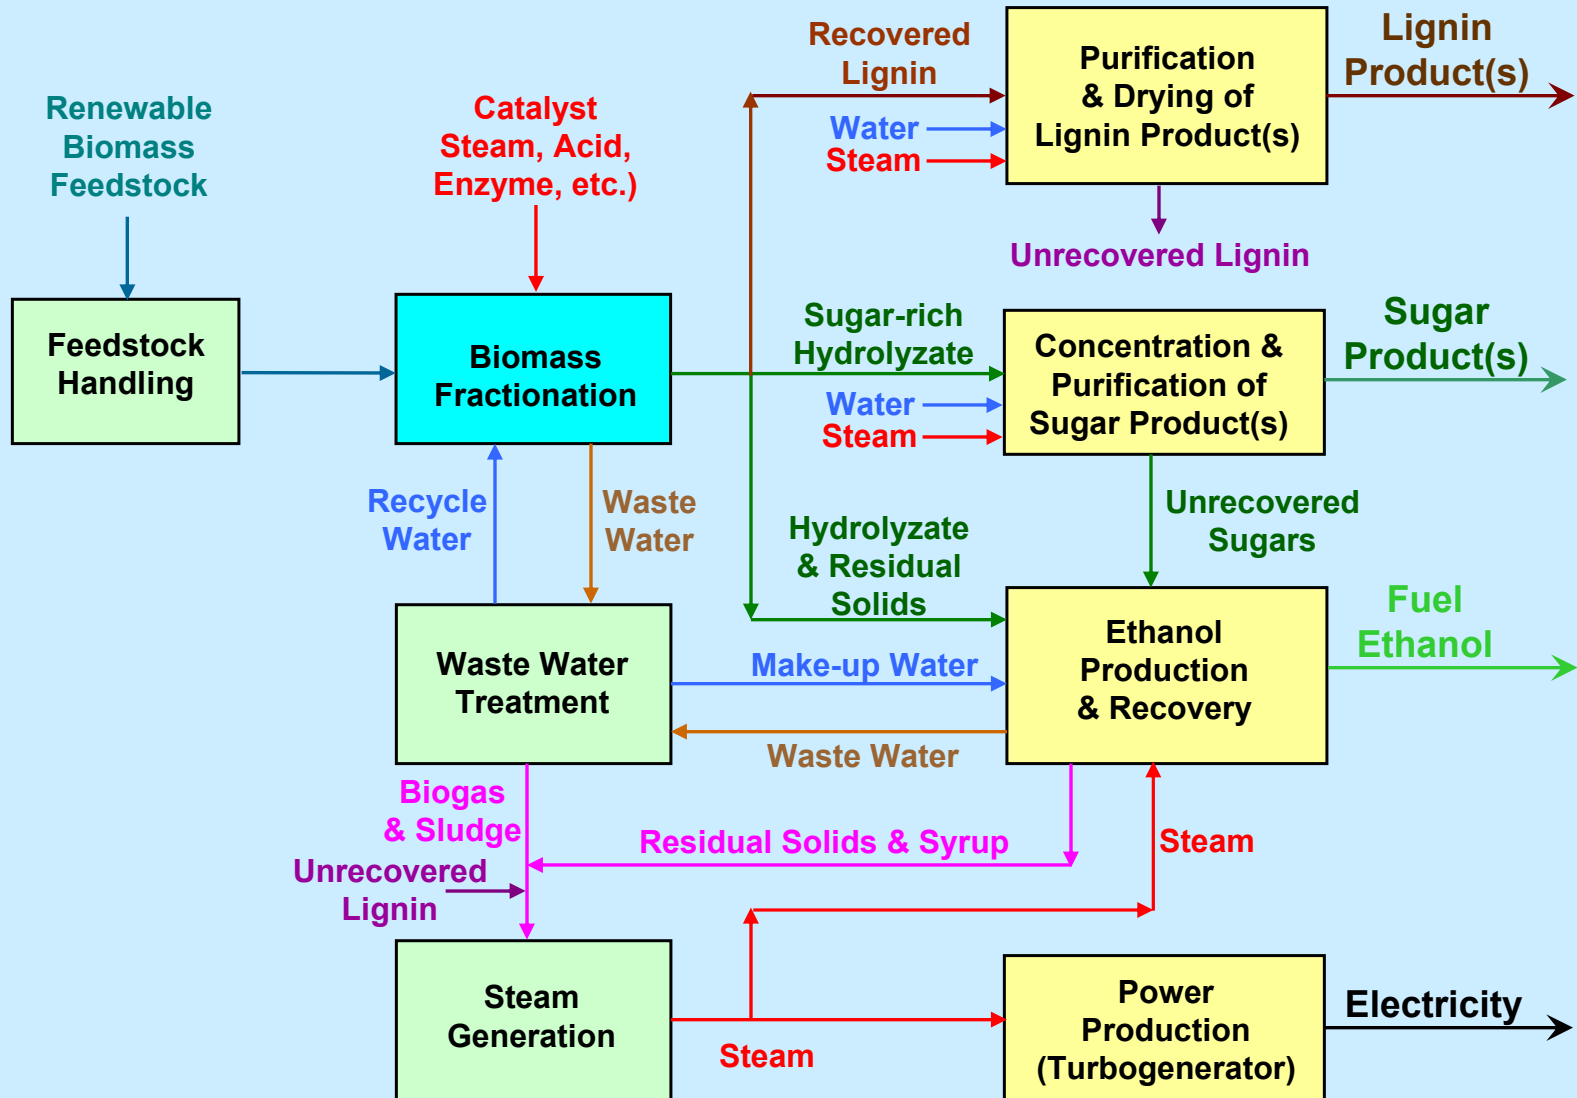 Renewable
Biomass
Feedstock
Catalyst
Steam, Acid,
Enzyme, etc.)
Recovered
Lignin
Water
Steam
Purification
& Drying of
Lignin Product(s)
Lignin
Product(s)
Unrecovered Lignin
Feedstock
Handling
Biomass
Fractionation
Sugar-rich
Hydrolyzate
Water
Steam
Concentration &
Purification of
Sugar Product(s)
Sugar
Product(s)
Recycle
Water
Waste
Water
Hydrolyzate
& Residual
Solids
Unrecovered
Sugars
Waste Water
Treatment
Make-up Water
Waste Water
Ethanol
Production
& Recovery
Fuel
Ethanol
Biogas
& Sludge
Residual Solids & Syrup
Steam
Unrecovered
Lignin
Steam
Generation
Steam
Power
Production
(Turbogenerator)
Electricity